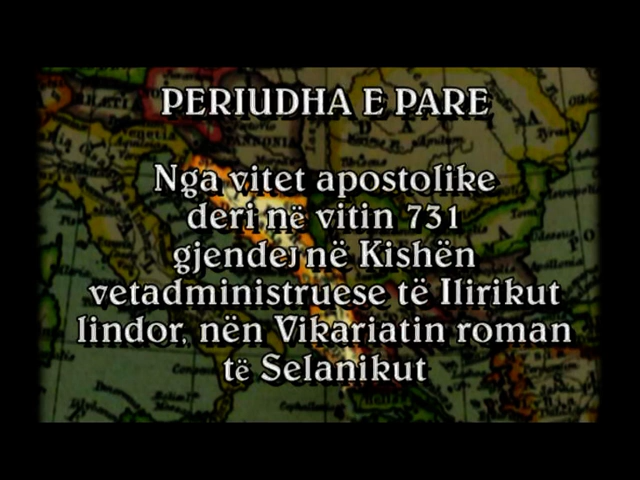 PERIUDHA E PARE
Nga vitet apostolike
deri në vitin 731
gjendej në Kishën
vetadministruese të Ilirikut
lindor, nën Vikariatin roman
të Selanikut